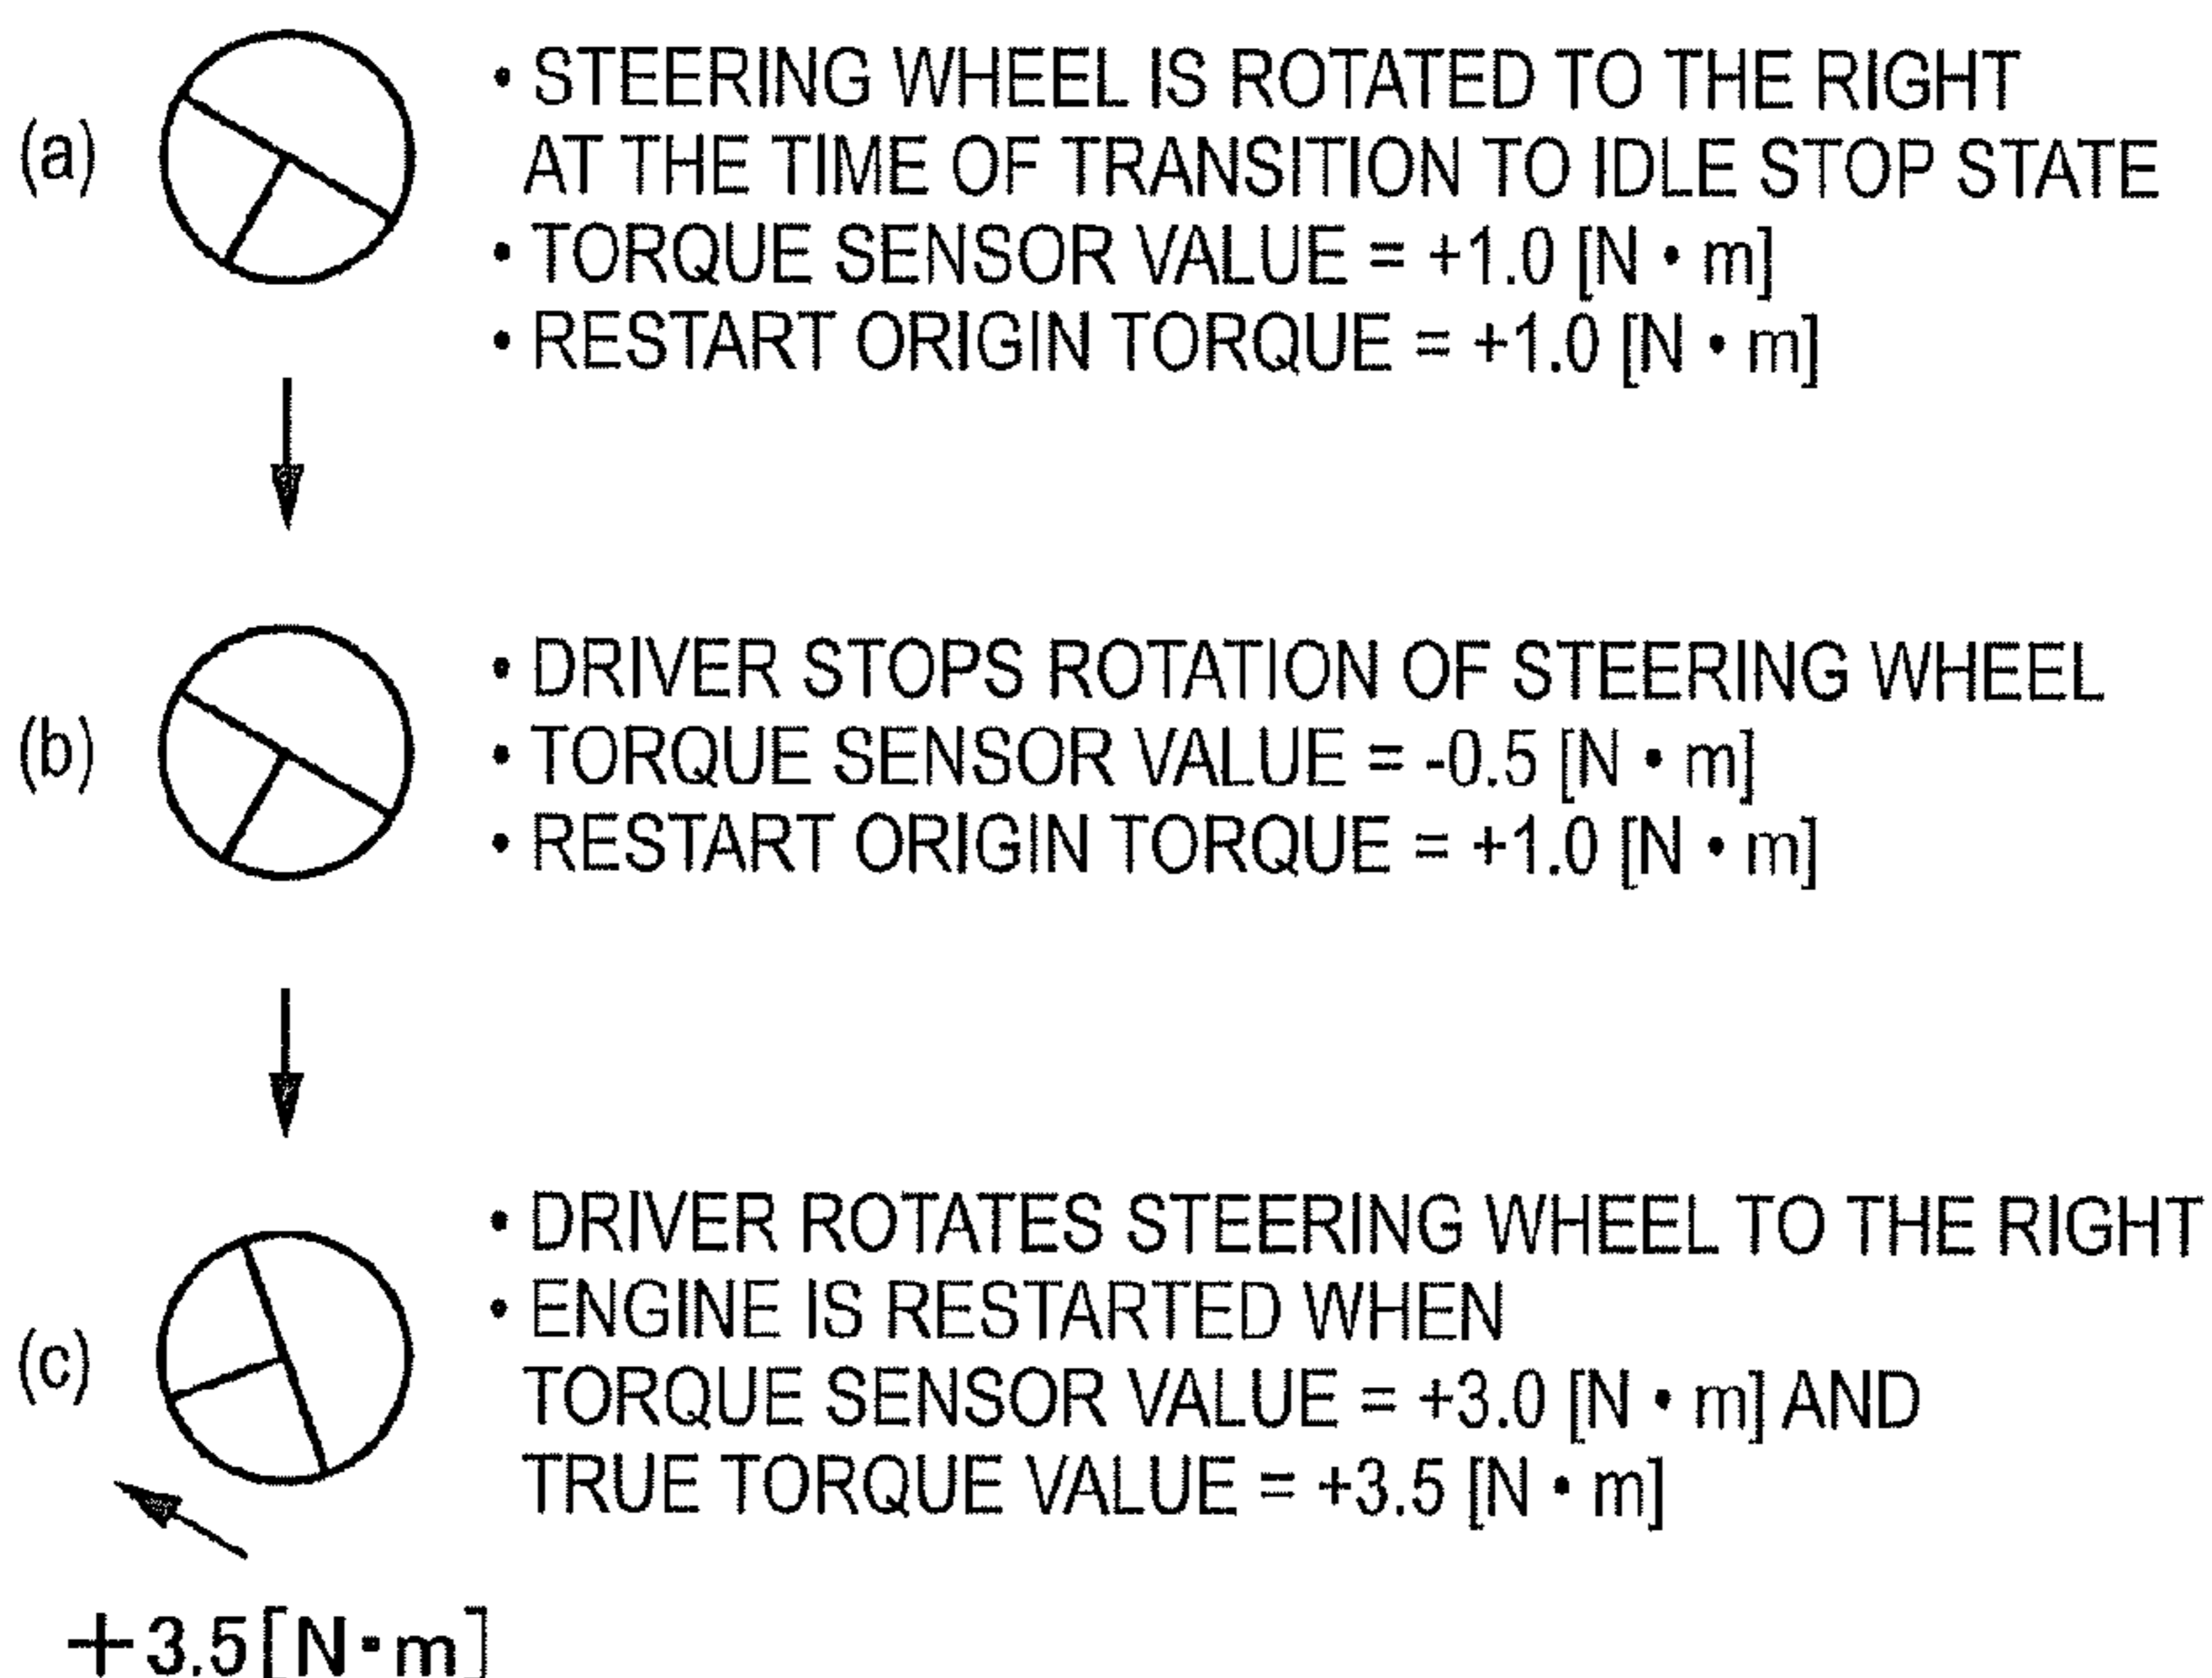 (a)
• STEERING WHEEL IS ROTATED TO THE RIGHT
AT THE TIME OF TRANSITION TO IDLE STOP STATE
• TORQUE SENSOR VALUE = +1.0 [N • m]
• RESTART ORIGIN TORQUE = +1.0 [N • m]
(b)
• DRIVER STOPS ROTATION OF STEERING WHEEL
• TORQUE SENSOR VALUE = -0.5 [N • m]
• RESTART ORIGIN TORQUE = +1.0 [N • m]
(c)
• DRIVER ROTATES STEERING WHEEL TO THE RIGHT
• ENGINE IS RESTARTED WHEN
TORQUE SENSOR VALUE = +3.0 [N • m] AND
TRUE TORQUE VALUE = +3.5 [N • m]
+3.5[N•m]